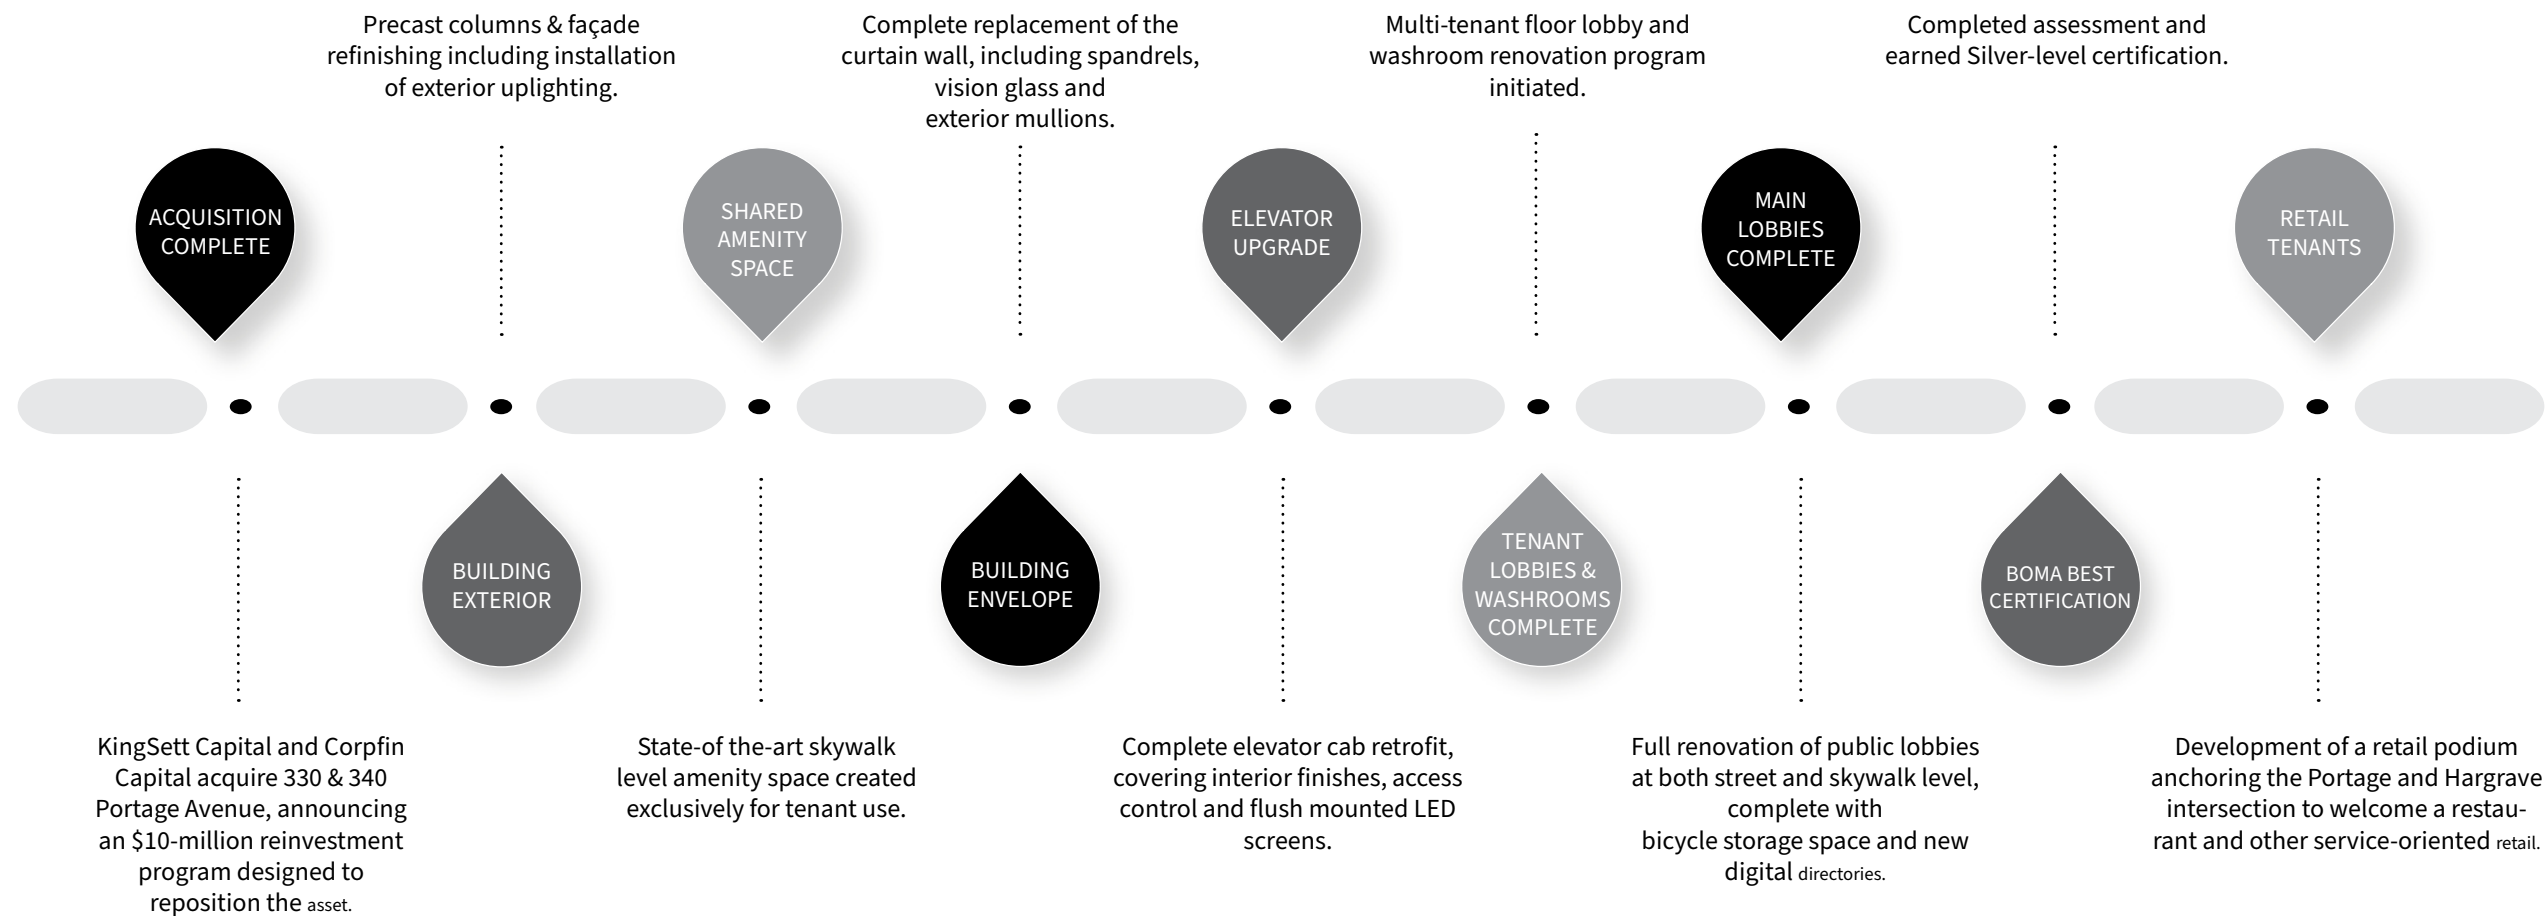 Precast columns & façade
refinishing including installation
of exterior uplighting.
Complete replacement of the
curtain wall, including spandrels,
vision glass and
exterior mullions.
Multi-tenant floor lobby and
washroom renovation program
initiated.
Completed assessment and
earned Silver-level certification.
ACQUISITION
COMPLETE
SHARED
AMENITY
SPACE
ELEVATOR
UPGRADE
MAIN
LOBBIES
COMPLETE
RETAIL
TENANTS
BUILDING
EXTERIOR
BUILDING
ENVELOPE
TENANT
LOBBIES &
WASHROOMS
COMPLETE
BOMA BEST
CERTIFICATION
KingSett Capital and Corpfin
Capital acquire 330 & 340
Portage Avenue, announcing
an $10-million reinvestment
program designed to
reposition the asset.
State-of the-art skywalk
level amenity space created
exclusively for tenant use.
Complete elevator cab retrofit,
covering interior finishes, access
control and flush mounted LED
screens.
Full renovation of public lobbies
at both street and skywalk level,
complete with
bicycle storage space and new
digital directories.
Development of a retail podium
anchoring the Portage and Hargrave
intersection to welcome a restau-
rant and other service-oriented retail.